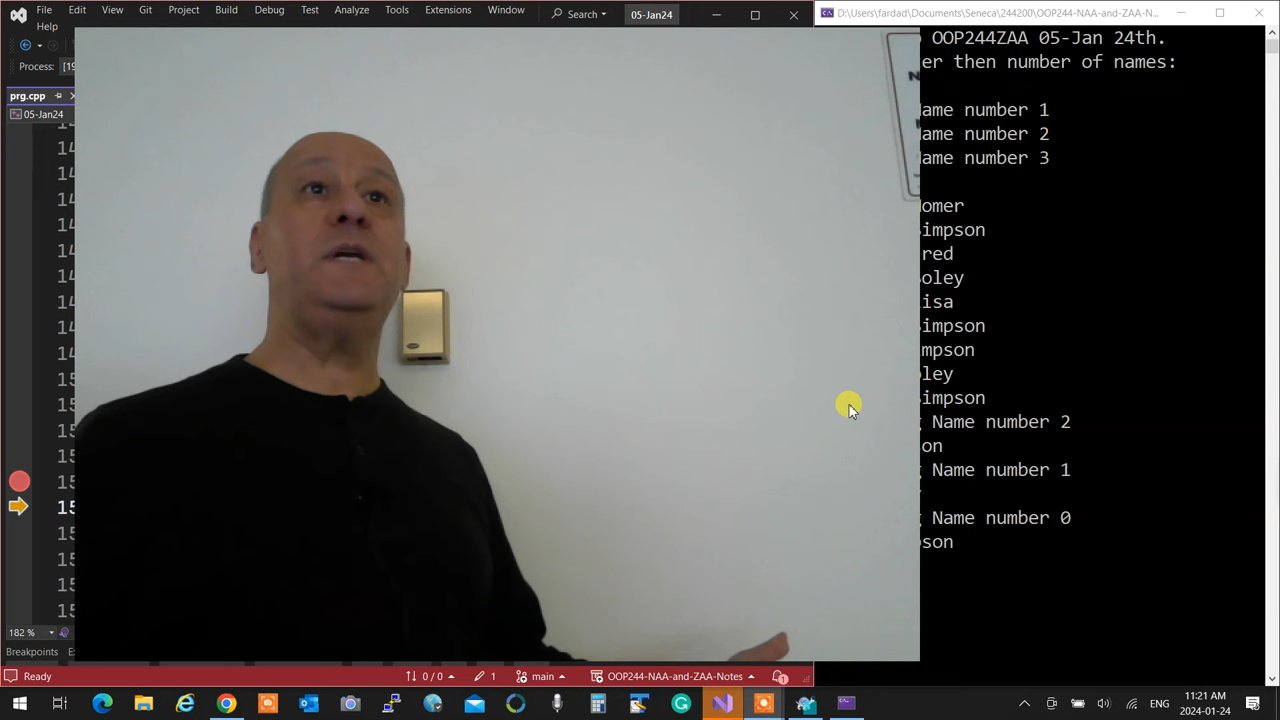 File Edit View Git Project Build Debug Test Analyze Tools Extensions Window Search 05-Jan24
Help
Process:
prg.cpp
05-Jan24
182 %
Breakpoints
Ready 0 / 0 1 main OOP244-NAA-and-ZAA-Notes 1
D:\Users\fardad\Documents\Seneca\244200\OOP244-NAA-and-ZAA-N...
OOP244ZAA 05-Jan 24th.
er then number of names:
ame number 1
ame number 2
ame number 3
omer
impson
red
oley
isa
impson
mpson
ley
impson
Name number 2
on
Name number 1
Name number 0
son
ENG
11:21 AM
2024-01-24